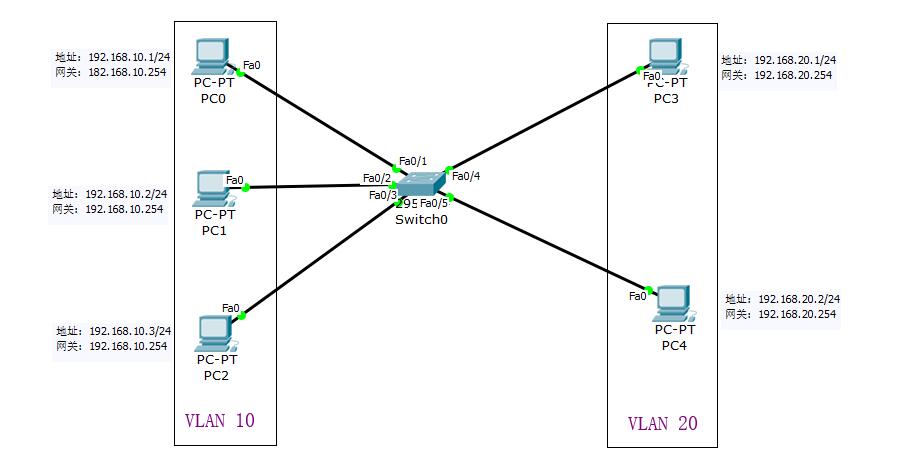 地址: 192.168.10.1/24
网关: 182.168.10.254
Fa0
PC-PT
PC0
地址: 192.168.20.1/24
网关: 192.168.20.254
Fa0
PC-PT
PC3
Fa0/1
Fa0/2
Fa0/3
Fa0/4
Fa0/5
295
Switch0
地址: 192.168.10.2/24
网关: 192.168.10.254
Fa0
PC-PT
PC1
地址: 192.168.10.3/24
网关: 192.168.10.254
Fa0
PC-PT
PC2
地址: 192.168.20.2/24
网关: 192.168.20.254
Fa0
PC-PT
PC4
VLAN 10
VLAN 20